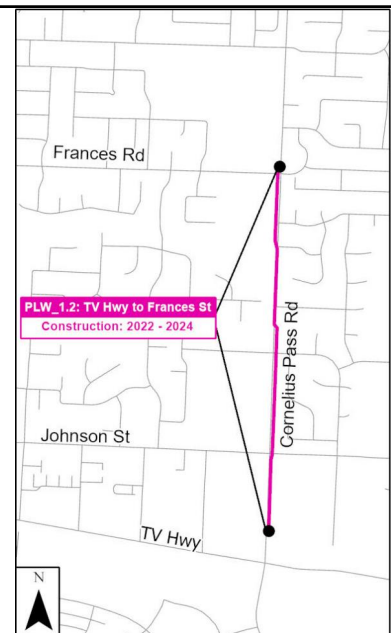 Frances Rd
PLW_1.2: TV Hwy to Frances St
Construction: 2022 - 2024
Cornelius Pass Rd
Johnson St
TV Hwy
N